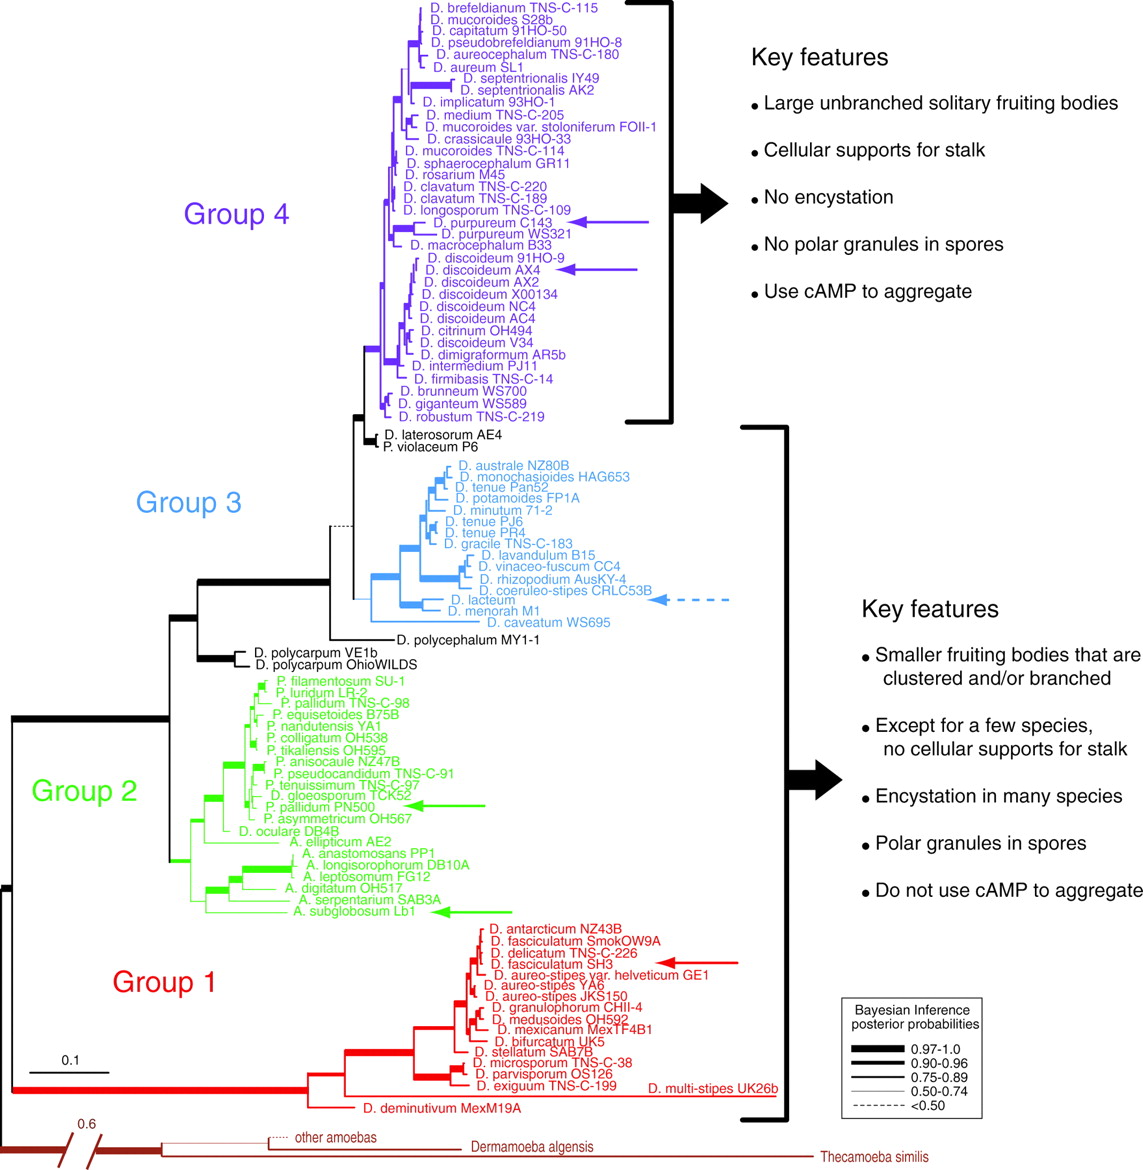 D. brefeldianum TNS-C-115
D. mucoroides S28b
D. capitatum 91HO-50
D. pseudobrefeldianum 91HO-8
D. aureocephalum TNS-C-180
D. aureum SL1
D. septentrionalis IY49
D. septentrionalis AK2
D. implicatum 93HO-1
D. medium TNS-C-205
D. mucoroides var. stoloniferum FOII-1
D. crassicaule 93HO-33
D. mucoroides TNS-C-114
D. sphaerocephalum GR11
D. rosarium M45
D. clavatum TNS-C-220
D. clavatum TNS-C-189
D. longosporum TNS-C-109
D. purpureum C143
D. purpureum WS321
D. macrocephalum B33
D. discoideum 91HO-9
D. discoideum AX4
D. discoideum AX2
D. discoideum X00134
D. discoideum NC4
D. discoideum AC4
D. citrinum OH494
D. discoideum V34
D. dimigraformum AR5b
D. intermedium PJ11
D. firmibasis TNS-C-14
D. brunneum WS700
D. giganteum WS589
D. robustum TNS-C-219
Group 4
Key features
• Large unbranched solitary fruiting bodies
• Cellular supports for stalk
• No encystation
• No polar granules in spores
• Use cAMP to aggregate
D. laterosorum AE4
P. violaceum P6
Group 3
D. australe NZ80B
D. monochasioides HAG653
D. tenue Pan52
D. potamoides FP1A
D. minutum 71-2
D. tenue PJ6
D. tenue PR4
D. gracile TNS-C-183
D. lavandulum B15
D. vinaceo-fuscum CC4
D. rhizopodium AusKY-4
D. coeruleo-stipes CRLC53B
D. lacteum
D. menorah M1
D. caveatum WS695
D. polycephalum MY1-1
D. polycarpum VE1b
D. polycarpum OhioWILDS
Group 2
P. filamentosum SU-1
P. luridum LR-2
P. pallidum TNS-C-98
P. equisetoides B75B
P. nandutensis YA1
P. colligatum OH538
P. tikaliensis OH595
P. anisocaule NZ47B
P. pseudocandidum TNS-C-91
P. tenuissimum TNS-C-97
D. gloeosporum TCK52
P. pallidum PN500
P. asymmetricum OH567
D. oculare DB4B
A. ellipticum AE2
A. anastomosans PP1
A. longisorophorum DB10A
A. leptosomum FG12
A. digitatum OH517
A. serpentarium SAB3A
A. subglobosum Lb1
Group 1
D. antarcticum NZ43B
D. fasciculatum SmokOW9A
D. delicatum TNS-C-226
D. fasciculatum SH3
D. aureo-stipes var. helveticum GE1
D. aureo-stipes YA6
D. aureo-stipes JKS150
D. granulophorum CHII-4
D. medusoides OH592
D. mexicanum MexTF4B1
D. bifurcatum UK5
D. stellatum SAB7B
D. microsporum TNS-C-38
D. parvisporum OS126
D. exiguum TNS-C-199
D. multi-stipes UK26b
D. deminutivum MexM19A
Key features
• Smaller fruiting bodies that are
clustered and/or branched
• Except for a few species,
no cellular supports for stalk
• Encystation in many species
• Polar granules in spores
• Do not use cAMP to aggregate
0.1
Bayesian Inference
posterior probabilities
0.97-1.0
0.90-0.96
0.75-0.89
0.50-0.74
<0.50
0.6
other amoebas
Dermamoeba algensis
Thecamoeba similis